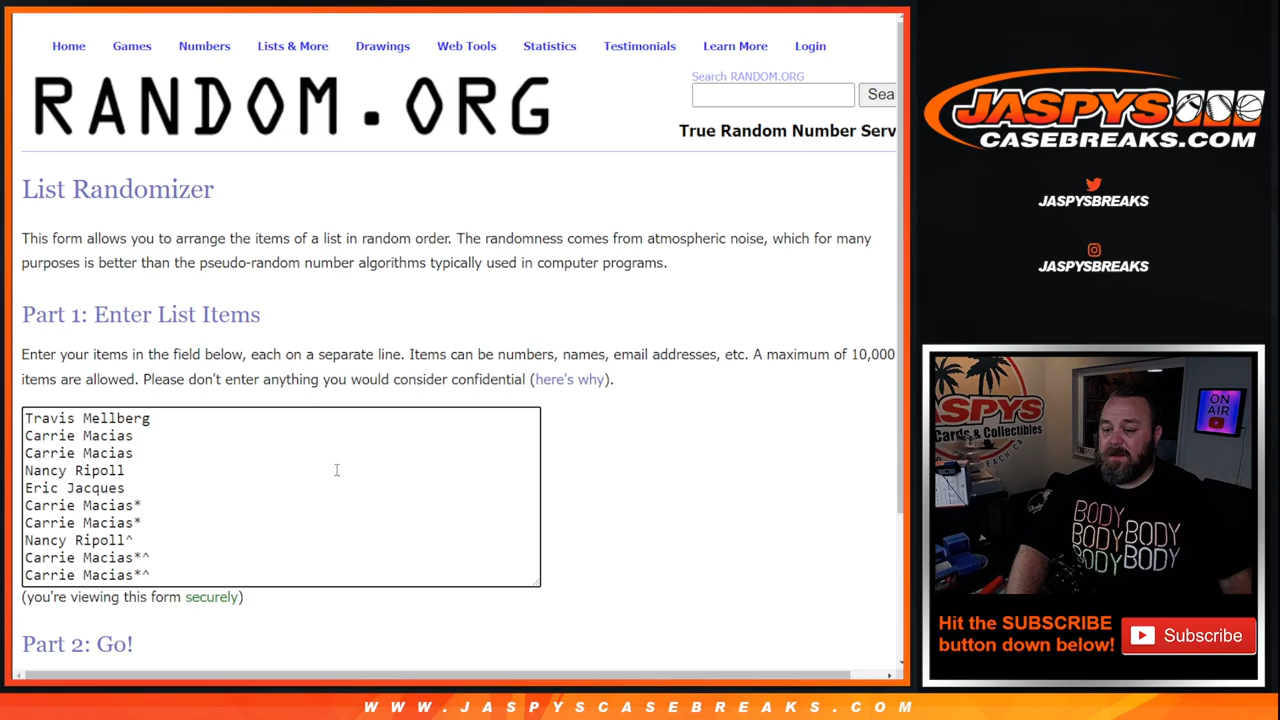 Home Games Numbers Lists & More Drawings Web Tools Statistics Testimonials Learn More Login
RANDOM.ORG
Search RANDOM.ORG
Sea
True Random Number Serv
List Randomizer
This form allows you to arrange the items of a list in random order. The randomness comes from atmospheric noise, which for many
purposes is better than the pseudo-random number algorithms typically used in computer programs.
Part 1: Enter List Items
Enter your items in the field below, each on a separate line. Items can be numbers, names, email addresses, etc. A maximum of 10,000
items are allowed. Please don't enter anything you would consider confidential (here's why).
Travis Mellberg
Carrie Macias
Carrie Macias
Nancy Ripoll
Eric Jacques
Carrie Macias*
Carrie Macias*
Nancy Ripoll^
Carrie Macias*^
Carrie Macias*^
(you're viewing this form securely)
Part 2: Go!
JASPYS
CASEBREAKS.COM
JASPYSBREAKS
JASPYSBREAKS
JASPYS
Cards & Collectibles
ON
AIR
BODY
BODY BODY
BODY BODY
Hit the SUBSCRIBE
button down below!
Subscribe
WWW.JASPYSCASEBREAKS.COM